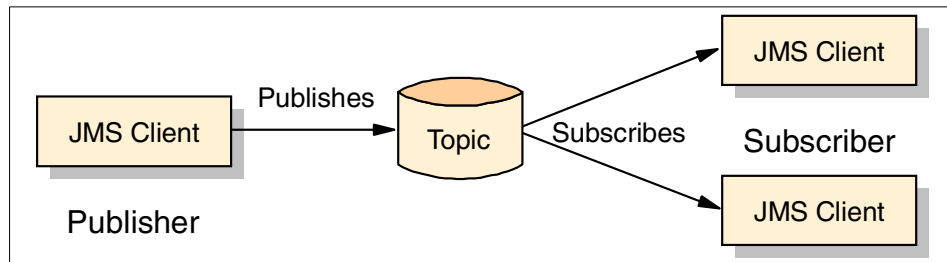 JMS Client
Publisher
Publishes
Topic
Subscribes
JMS Client
Subscriber
JMS Client